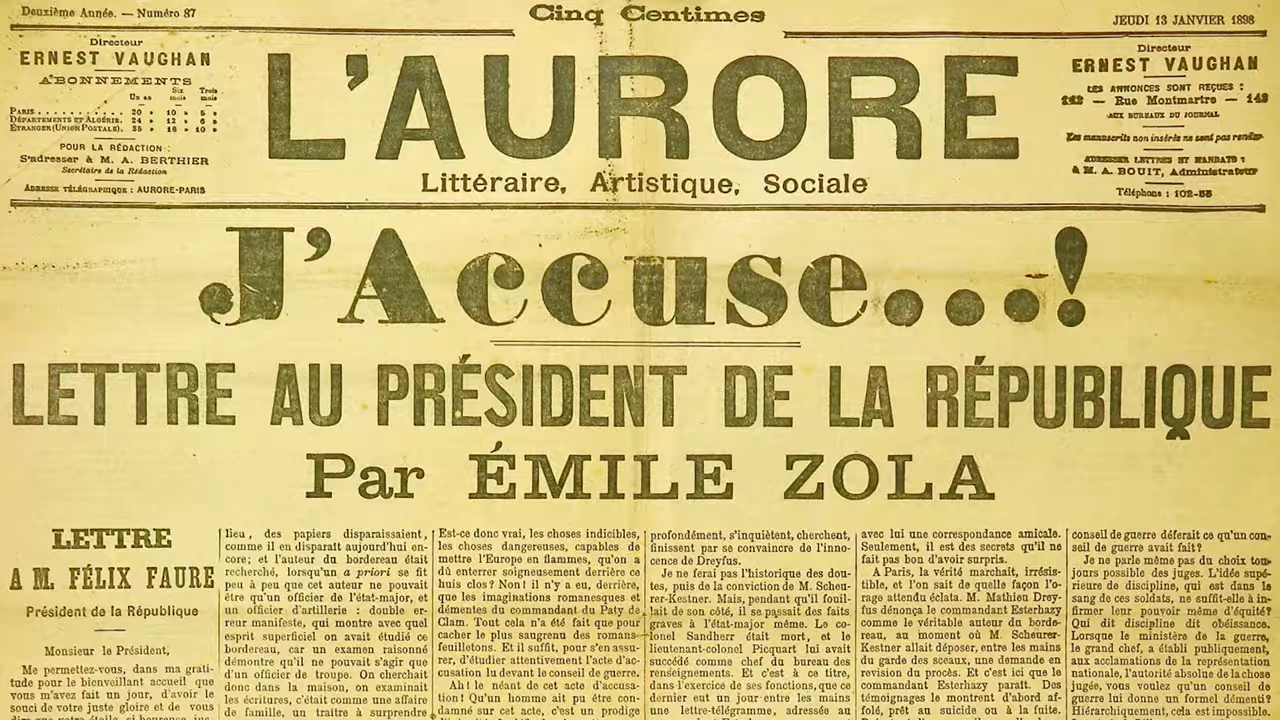 Deuxième Année. — Numéro 87
Cinq Centimes
JEUDI 13 JANVIER 1898
Directeur
ERNEST VAUGHAN
ABONNEMENTS
Un an Six mois Trois mois
PARIS 20 » 10 » 5 »
DÉPARTEMENTS ET ALGÉRIE. 24 » 12 » 6 »
ÉTRANGER (UNION POSTALE). 35 » 18 » 10 »
POUR LA RÉDACTION :
S'adresser à M. A. BERTHIER
Secrétaire de la Rédaction
ADRESSE TÉLÉGRAPHIQUE : AURORE-PARIS
L'AURORE
Littéraire, Artistique, Sociale
Directeur
ERNEST VAUGHAN
LES ANNONCES SONT REÇUES :
142 — Rue Montmartre — 142
AUX BUREAUX DU JOURNAL
Les manuscrits non insérés ne sont pas rendus
ADRESSER LETTRES ET MANDATS :
à M. A. BOUIT, Administrateur
Téléphone : 102-55
J'Accuse...!
LETTRE AU PRÉSIDENT DE LA RÉPUBLIQUE
Par ÉMILE ZOLA
LETTRE
A M. FÉLIX FAURE
Président de la République
Monsieur le Président,
Me permettez-vous, dans ma grati-
tude pour le bienveillant accueil que
vous m'avez fait un jour, d'avoir le
souci de votre juste gloire et de vous
lieu, des papiers disparaissaient,
comme il en disparaît aujourd'hui en-
core; et l'auteur du bordereau était
recherché, lorsqu'un a priori se fit
peu à peu que cet auteur ne pouvait
être qu'un officier de l'état-major, et
un officier d'artillerie : double er-
reur manifeste, qui montre avec quel
esprit superficiel on avait étudié ce
bordereau, car un examen raisonné
démontre qu'il ne pouvait s'agir que
d'un officier de troupe. On cherchait
donc dans la maison, on examinait
les écritures, c'était comme une affaire
de famille, un traître à surprendre
Est-ce donc vrai, les choses indicibles,
les choses dangereuses, capables de
mettre l'Europe en flammes, qu'on a
dû enterrer soigneusement derrière ce
huis clos? Non! il n'y a eu, derrière,
que les imaginations romanesques et
démentes du commandant du Paty de
Clam. Tout cela n'a été fait que pour
cacher le plus saugrenu des romans-
feuilletons. Et il suffit, pour s'en assu-
rer, d'étudier attentivement l'acte d'ac-
cusation lu devant le conseil de guerre.
Ah! le néant de cet acte d'accusa-
tion! Qu'un homme ait pu être con-
damné sur cet acte, c'est un prodige
profondément, s'inquiètent, cherchent,
finissent par se convaincre de l'inno-
cence de Dreyfus.
Je ne ferai pas l'historique des dou-
tes, puis de la conviction de M. Scheu-
rer-Kestner. Mais, pendant qu'il fouil-
lait de son côté, il se passait des faits
graves à l'état-major même. Le co-
lonel Sandherr était mort, et le
lieutenant-colonel Picquart lui avait
succédé comme chef du bureau des
renseignements. Et c'est à ce titre,
dans l'exercice de ses fonctions, que ce
dernier eut un jour entre les mains
une lettre-télégramme, adressée au
avec lui une correspondance amicale.
Seulement, il est des secrets qu'il ne
fait pas bon d'avoir surpris.
A Paris, la vérité marchait, irrésis-
tible, et l'on sait de quelle façon l'o-
rage attendu éclata. M. Mathieu Drey-
fus dénonça le commandant Esterhazy
comme le véritable auteur du borde-
reau, au moment où M. Scheurer-
Kestner allait déposer, entre les mains
du garde des sceaux, une demande en
revision du procès. Et c'est ici que le
commandant Esterhazy paraît. Des
témoignages le montrent d'abord af-
folé, prêt au suicide ou à la fuite.
conseil de guerre déferait ce qu'un con-
seil de guerre avait fait?
Je ne parle même pas du choix tou-
jours possible des juges. L'idée supé-
rieure de discipline, qui est dans le
sang de ces soldats, ne suffit-elle à in-
firmer leur pouvoir même d'équité?
Qui dit discipline dit obéissance.
Lorsque le ministère de la guerre,
le grand chef, a établi publiquement,
aux acclamations de la représentation
nationale, l'autorité absolue de la chose
jugée, vous voulez qu'un conseil de
guerre lui donne un formel démenti
Hiérarchiquement, cela est impossible.